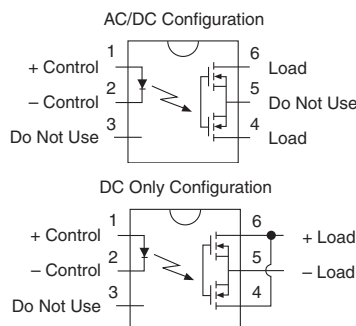 AC/DC Configuration
1 6
+ Control Load
2 5
– Control Do Not Use
3 4
Do Not Use Load
DC Only Configuration
1 6
+ Control + Load
2 5
– Control – Load
3 4
Do Not Use